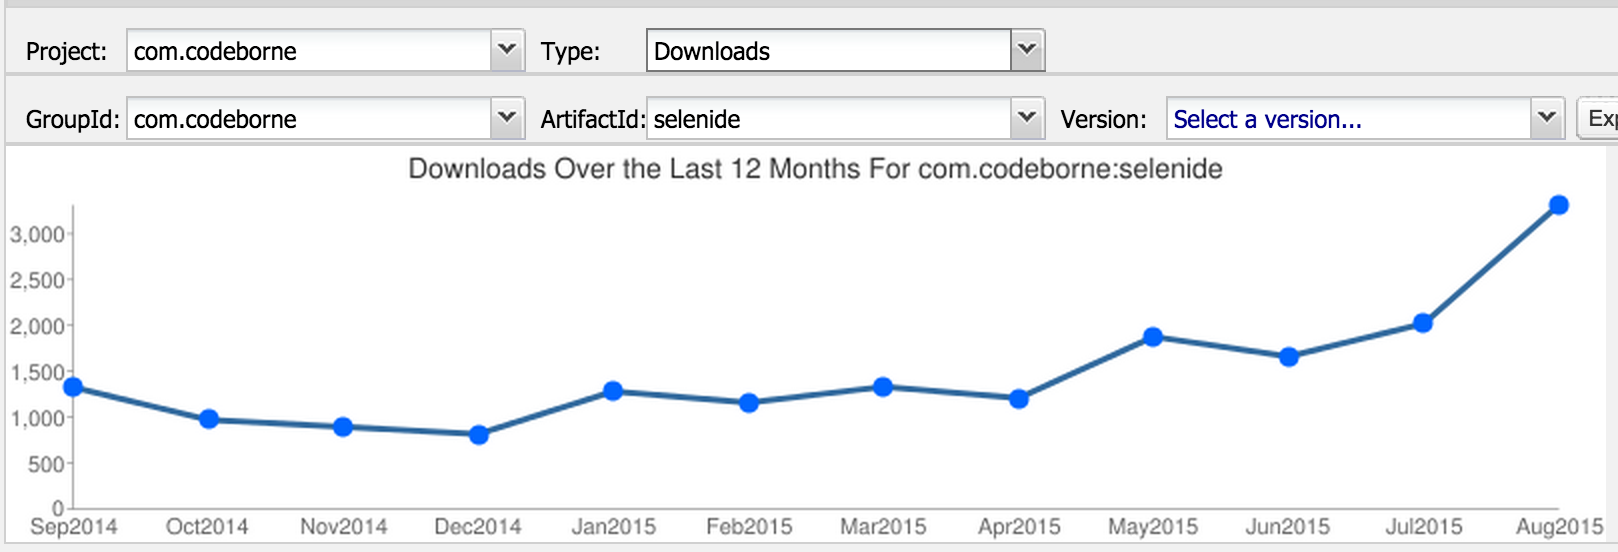 Project: com.codeborne Type: Downloads
GroupId: com.codeborne ArtifactId: selenide Version: Select a version...
Downloads Over the Last 12 Months For com.codeborne:selenide
3,000
2,500
2,000
1,500
1,000
500
0
Sep2014 Oct2014 Nov2014 Dec2014 Jan2015 Feb2015 Mar2015 Apr2015 May2015 Jun2015 Jul2015 Aug2015